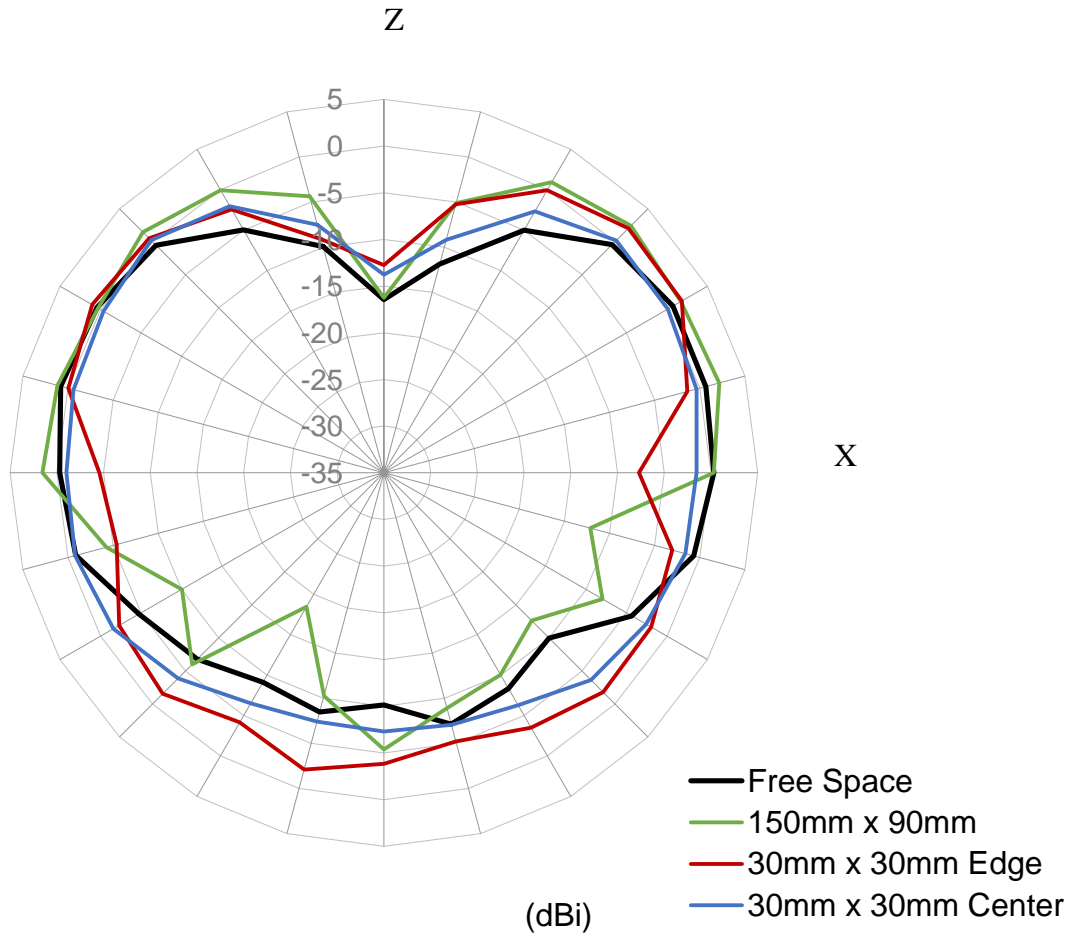 Z
5
0
-5
-10
-15
-20
-25
-30
-35
X
Free Space
150mm x 90mm
30mm x 30mm Edge
30mm x 30mm Center
(dBi)